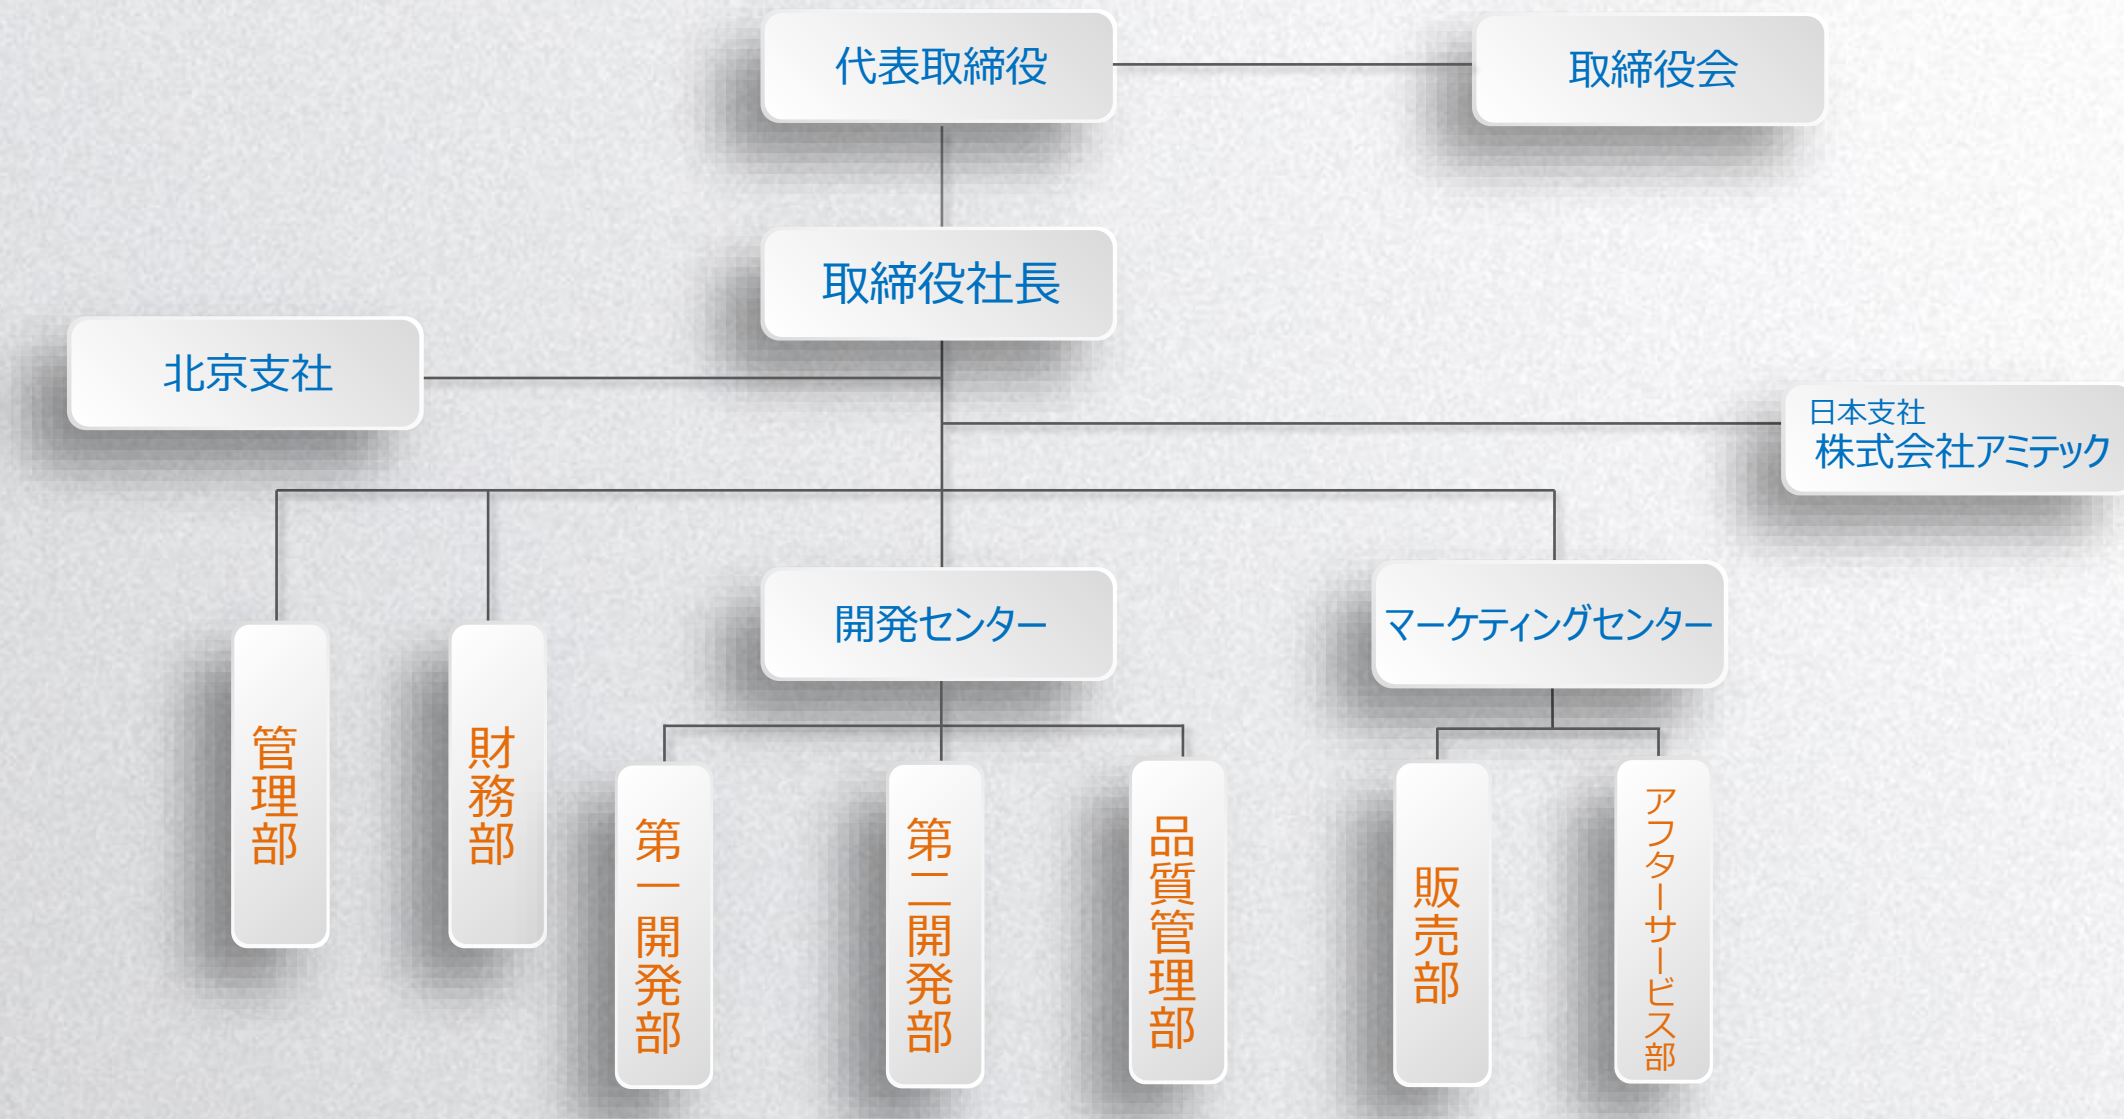 代表取締役
取締役会
取締役社長
北京支社
日本支社
株式会社アミテック
開発センター
マーケティングセンター
管理部
財務部
第一開発部
第二開発部
品質管理部
販売部
アフターサービス部